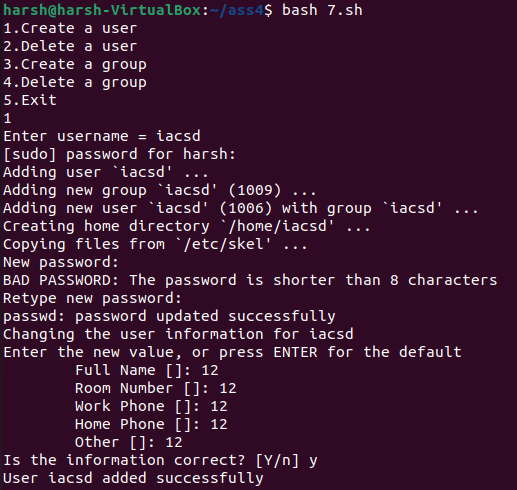 harsh@harsh-VirtualBox:~/ass4$ bash 7.sh
1.Create a user
2.Delete a user
3.Create a group
4.Delete a group
5.Exit
1
Enter username = iacsd
[sudo] password for harsh:
Adding user `iacsd' ...
Adding new group `iacsd' (1009) ...
Adding new user `iacsd' (1006) with group `iacsd' ...
Creating home directory `/home/iacsd' ...
Copying files from `/etc/skel' ...
New password:
BAD PASSWORD: The password is shorter than 8 characters
Retype new password:
passwd: password updated successfully
Changing the user information for iacsd
Enter the new value, or press ENTER for the default
        Full Name []: 12
        Room Number []: 12
        Work Phone []: 12
        Home Phone []: 12
        Other []: 12
Is the information correct? [Y/n] y
User iacsd added successfully